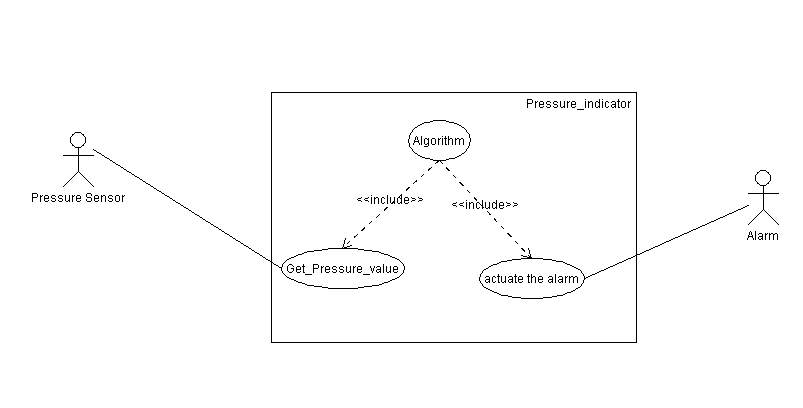 Pressure_indicator
Algorithm
Pressure Sensor
<<include>>
<<include>>
Alarm
Get_Pressure_value
actuate the alarm